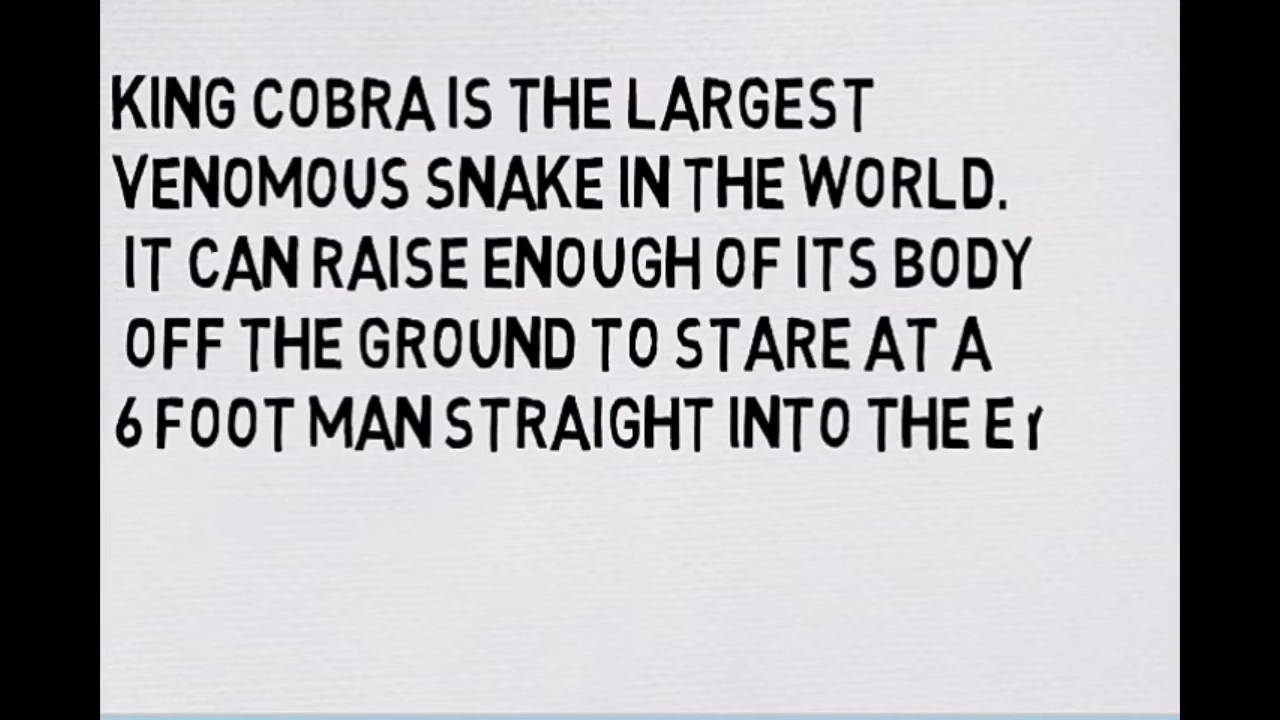 KING COBRA IS THE LARGEST
VENOMOUS SNAKE IN THE WORLD.
IT CAN RAISE ENOUGH OF ITS BODY
OFF THE GROUND TO STARE AT A
6 FOOT MAN STRAIGHT INTO THE